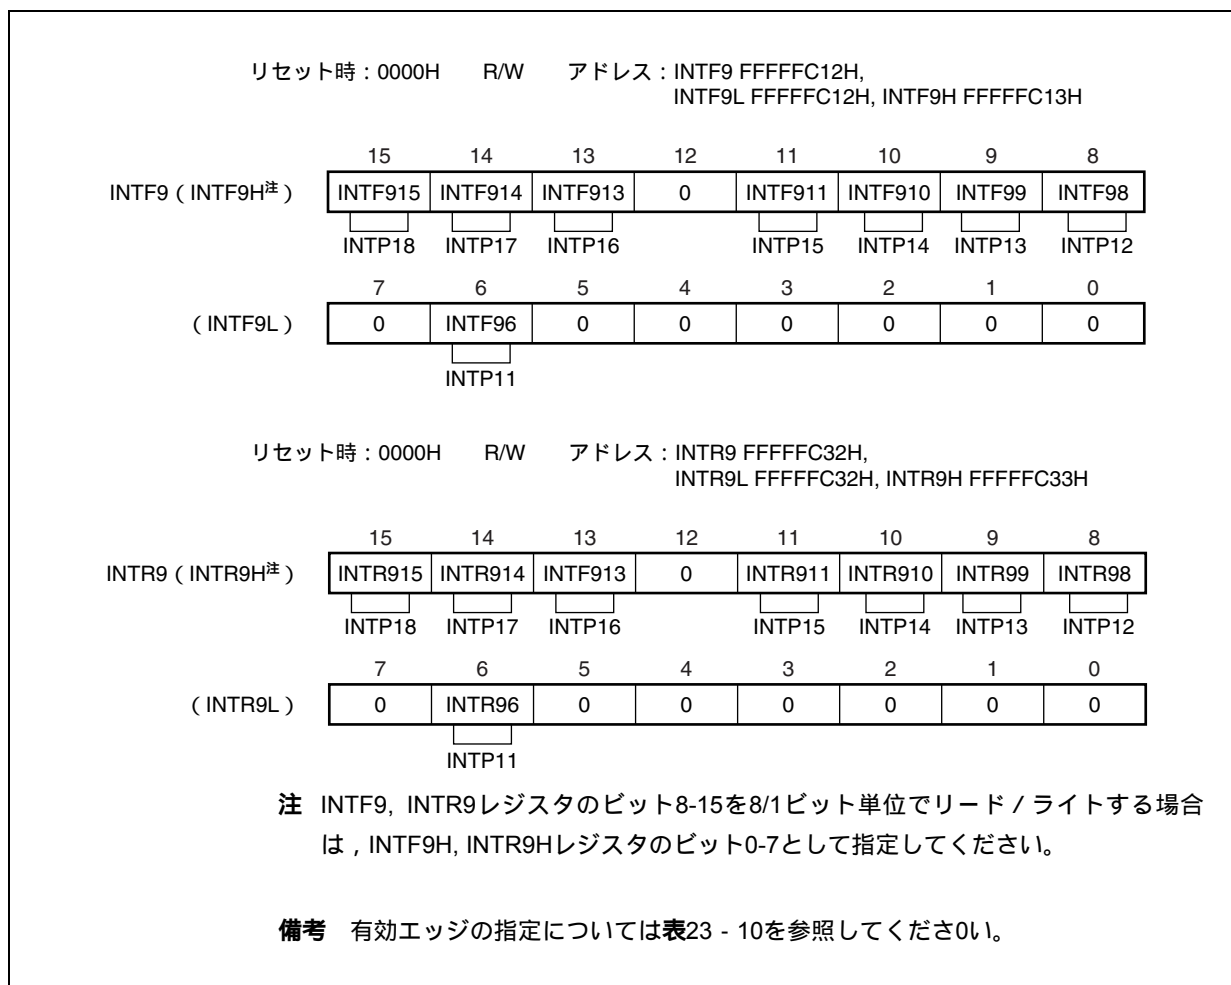 リセット時：0000H R/W アドレス：INTF9 FFFFFC12H,
INTF9L FFFFFC12H, INTF9H FFFFFC13H
15 14 13 12 11 10 9 8
INTF9（INTF9H注） INTF915 INTF914 INTF913 0 INTF911 INTF910 INTF99 INTF98
INTP18 INTP17 INTP16 INTP15 INTP14 INTP13 INTP12
7 6 5 4 3 2 1 0
（INTF9L） 0 INTF96 0 0 0 0 0 0
INTP11
リセット時：0000H R/W アドレス：INTR9 FFFFFC32H,
INTR9L FFFFFC32H, INTR9H FFFFFC33H
15 14 13 12 11 10 9 8
INTR9（INTR9H注） INTR915 INTR914 INTF913 0 INTR911 INTR910 INTR99 INTR98
INTP18 INTP17 INTP16 INTP15 INTP14 INTP13 INTP12
7 6 5 4 3 2 1 0
（INTR9L） 0 INTR96 0 0 0 0 0 0
INTP11
注 INTF9, INTR9レジスタのビット8-15を8/1ビット単位でリード／ライトする場合
は，INTF9H, INTR9Hレジスタのビット0-7として指定してください。
備考 有効エッジの指定については表23‐10を参照してくださ0い。